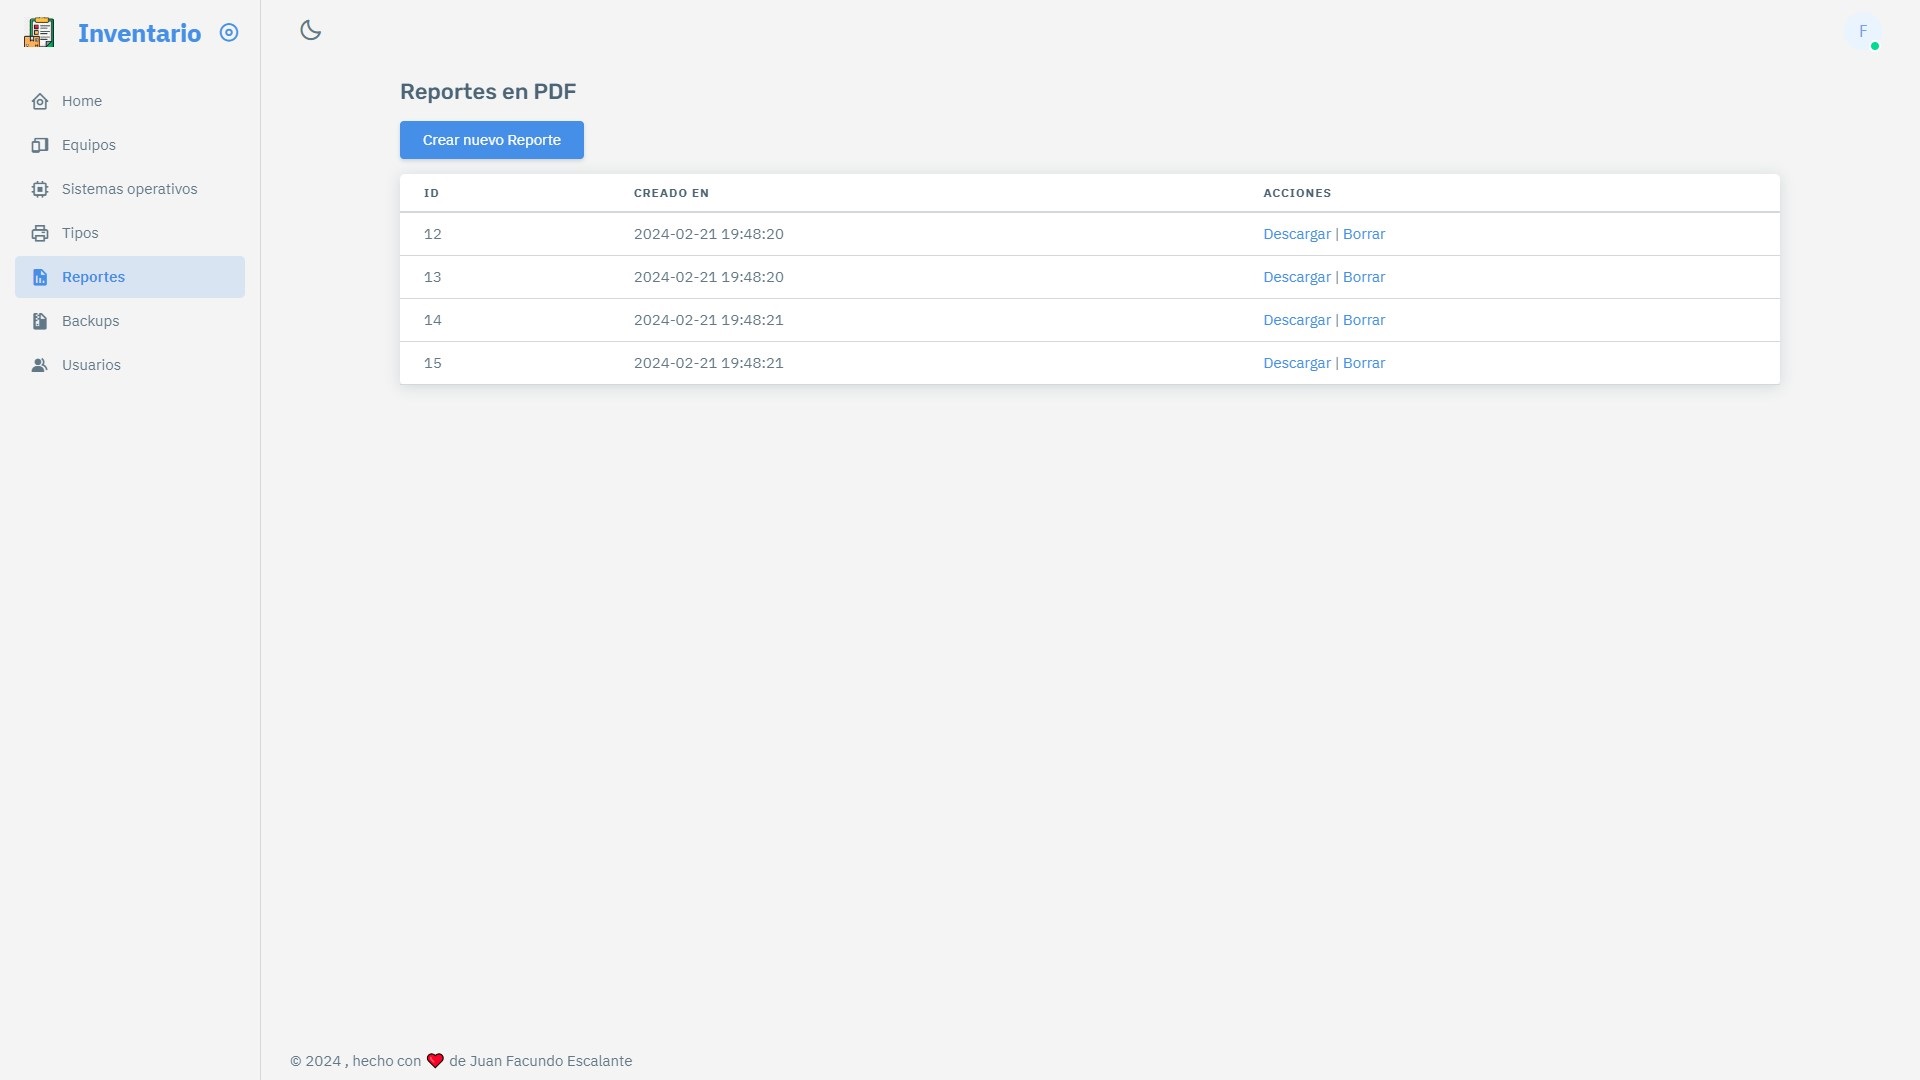 Inventario
F
Home
Equipos
Sistemas operativos
Tipos
Reportes
Backups
Usuarios
Reportes en PDF
Crear nuevo Reporte
ID CREADO EN ACCIONES
12 2024-02-21 19:48:20 Descargar | Borrar
13 2024-02-21 19:48:20 Descargar | Borrar
14 2024-02-21 19:48:21 Descargar | Borrar
15 2024-02-21 19:48:21 Descargar | Borrar
© 2024 , hecho con ❤️ de Juan Facundo Escalante